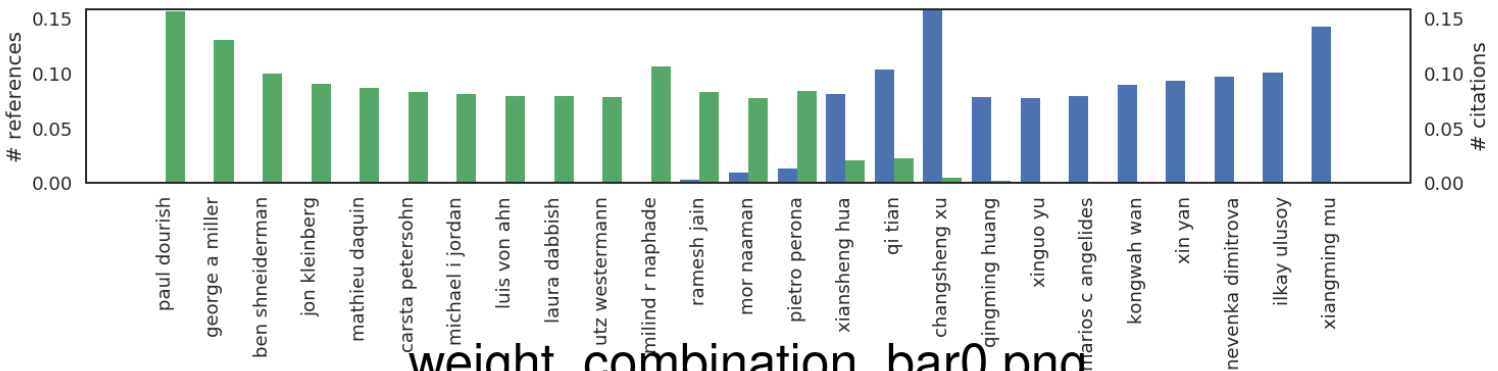 0.15
0.10
0.05
0.00
# references
0.15
0.10
0.05
0.00
# citations
paul dourish
george a miller
ben shneiderman
jon kleinberg
mathieu daquin
carsta petersohn
michael i jordan
luis von ahn
laura dabbish
utz westermann
milind r naphade
ramesh jain
mor naaman
pietro perona
xiansheng hua
qi tian
changsheng xu
qingming huang
xinguo yu
marios c angelides
kongwah wan
xin yan
nevenka dimitrova
ilkay ulusoy
xiangming mu
weight_combination_bar0.png